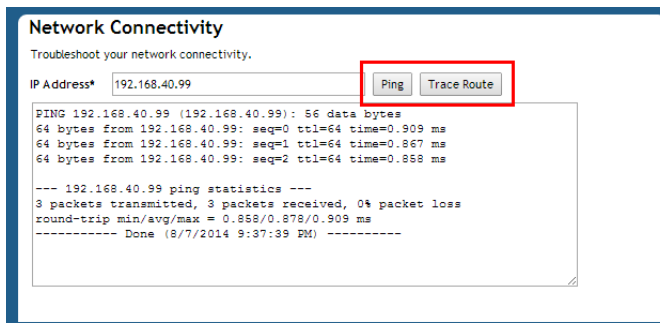 Network Connectivity
Troubleshoot your network connectivity.
IP Address* 192.168.40.99 Ping Trace Route
PING 192.168.40.99 (192.168.40.99): 56 data bytes
64 bytes from 192.168.40.99: seq=0 ttl=64 time=0.909 ms
64 bytes from 192.168.40.99: seq=1 ttl=64 time=0.867 ms
64 bytes from 192.168.40.99: seq=2 ttl=64 time=0.858 ms
--- 192.168.40.99 ping statistics ---
3 packets transmitted, 3 packets received, 0% packet loss
round-trip min/avg/max = 0.858/0.878/0.909 ms
----------- Done (8/7/2014 9:37:39 PM) ----------